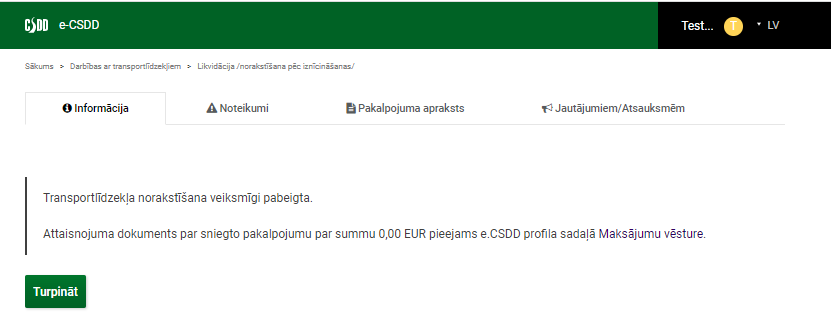 CSDD e-CSDD Test... T LV
Sākums > Darbības ar transportlīdzekļiem > Likvidācija /norakstīšana pēc iznīcināšanas/
Informācija Noteikumi Pakalpojuma apraksts Jautājumiem/Atsauksmēm
Transportlīdzekļa norakstīšana veiksmīgi pabeigta.
Attaisnojuma dokuments par sniegto pakalpojumu par summu 0,00 EUR pieejams e.CSDD profila sadaļā Maksājumu vēsture.
Turpināt